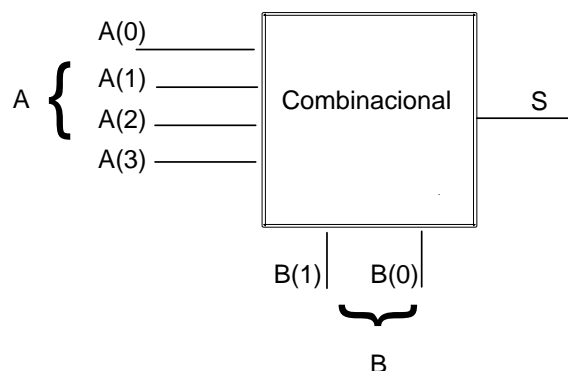 A(0)
A(1)
A
A(2)
A(3)
Combinacional
S
B(1)
B(0)
B